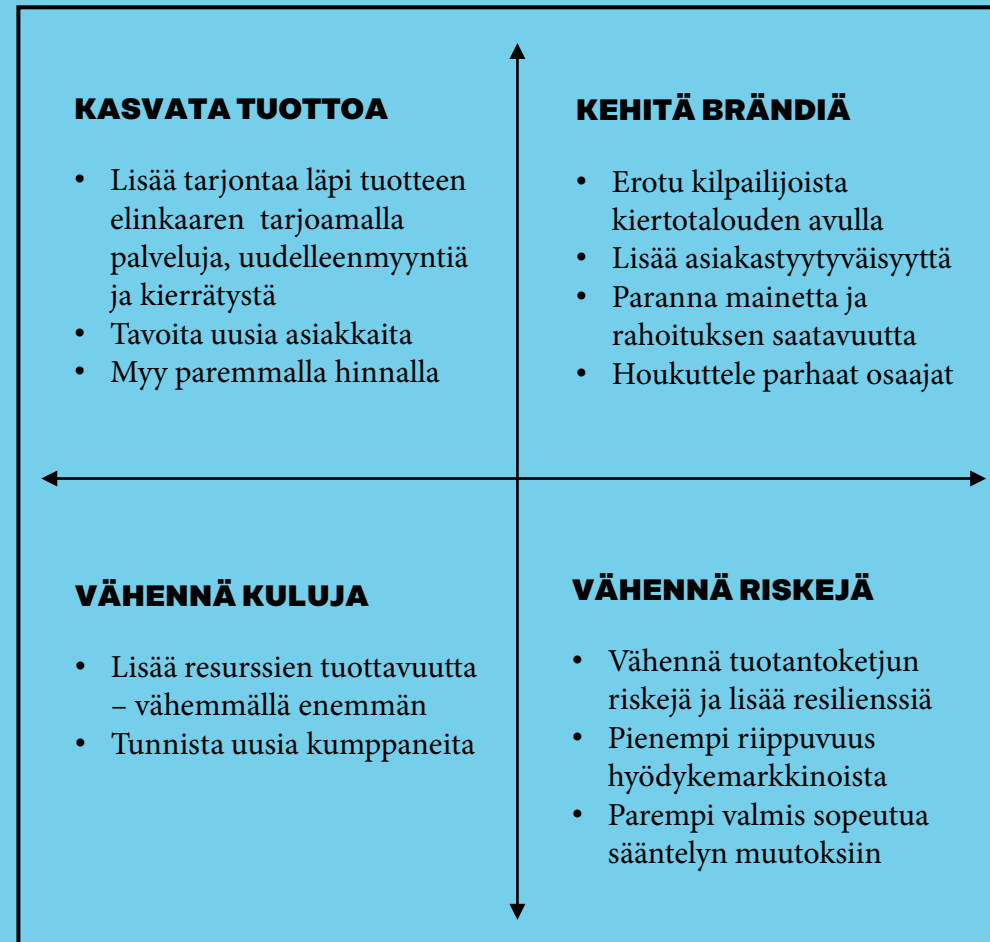 KASVATA TUOTTOA
• Lisää tarjontaa läpi tuotteen
elinkaaren tarjoamalla
palveluja, uudelleenmyyntiä
ja kierrätystä
• Tavoita uusia asiakkaita
• Myy paremmalla hinnalla
KEHITÄ BRÄNDIÄ
• Erotu kilpailijoista
kiertotalouden avulla
• Lisää asiakastyytyväisyyttä
• Paranna mainetta ja
rahoituksen saatavuutta
• Houkuttele parhaat osaajat
VÄHENNÄ KULUJA
• Lisää resurssien tuottavuutta
– vähemmällä enemmän
• Tunnista uusia kumppaneita
VÄHENNÄ RISKEJÄ
• Vähennä tuotantoketjun
riskejä ja lisää resilienssiä
• Pienempi riippuvuus
hyödykemarkkinoista
• Parempi valmis sopeutua
sääntelyn muutoksiin